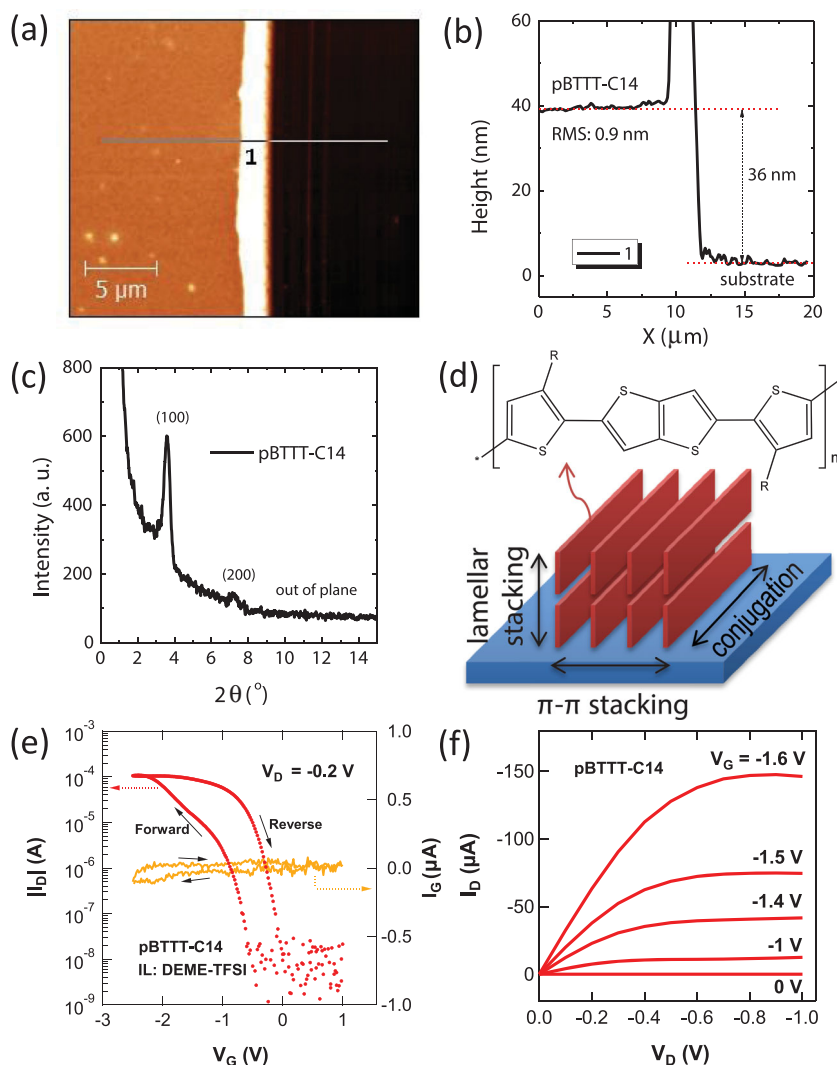 (a)
1
5 μm
(b)
60
40
20
0
Height (nm)
pBTTT-C14
RMS: 0.9 nm
36 nm
1
substrate
0 5 10 15 20
X (μm)
(c)
800
600
400
200
0
Intensity (a. u.)
(100)
pBTTT-C14
(200)
out of plane
0 2 4 6 8 10 12 14
2θ (°)
(d)
R
S
S
S
S
R
*
n
lamellar
stacking
conjugation
π-π stacking
(e)
10⁻³
10⁻⁴
10⁻⁵
10⁻⁶
10⁻⁷
10⁻⁸
10⁻⁹
|I_D| (A)
V_D = -0.2 V
Forward
Reverse
pBTTT-C14
IL: DEME-TFSI
1.0
0.5
0.0
-0.5
-1.0
I_G (μA)
-3 -2 -1 0 1
V_G (V)
(f)
-150
-100
-50
0
I_D (μA)
pBTTT-C14
V_G = -1.6 V
-1.5 V
-1.4 V
-1 V
0 V
0.0 -0.2 -0.4 -0.6 -0.8 -1.0
V_D (V)